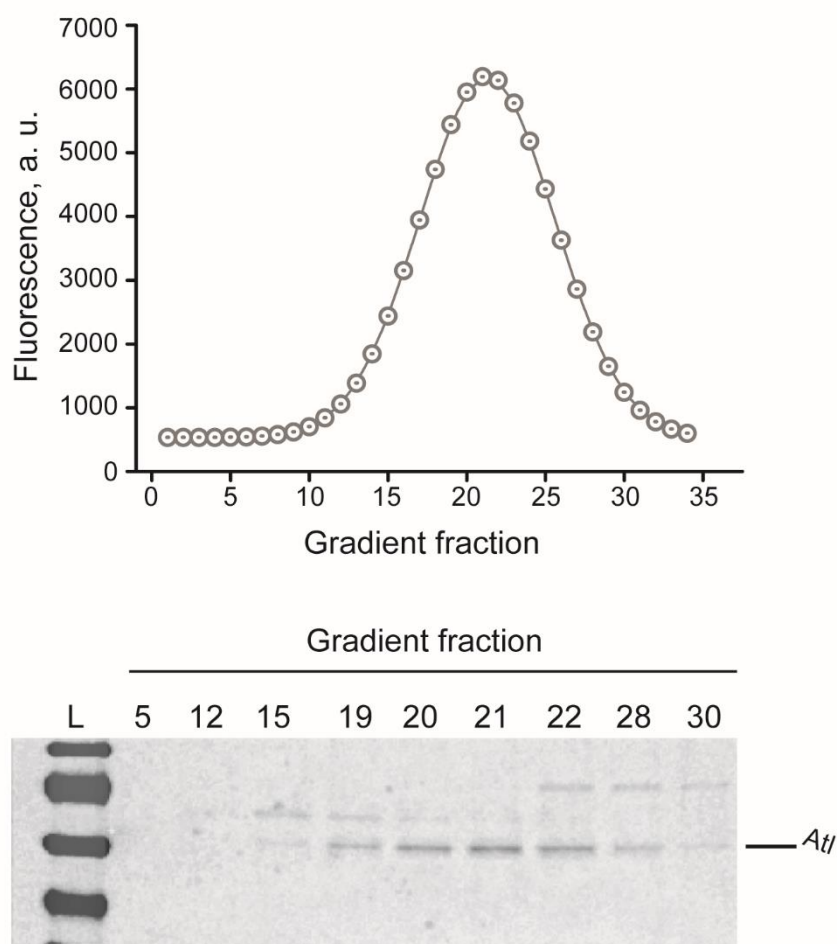 7000
6000
5000
4000
3000
2000
1000
0
Fluorescence, a. u.
0 5 10 15 20 25 30 35
Gradient fraction
Gradient fraction
L 5 12 15 19 20 21 22 28 30
Atl